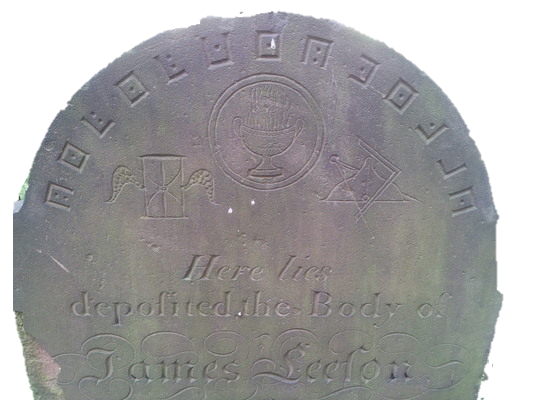 Here lies
depoſited the Body of
James Leeſon